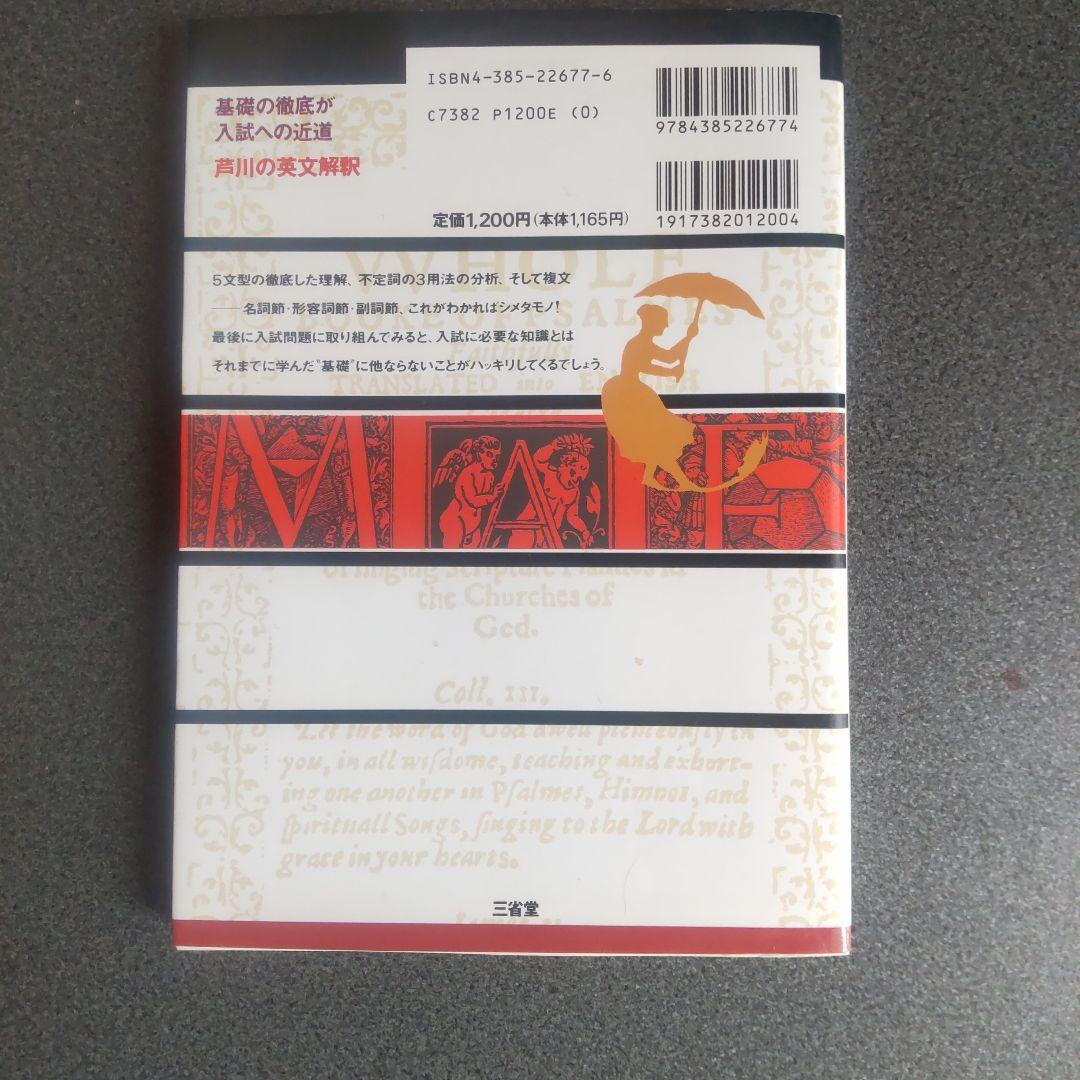 ISBN4-385-22677-6
C7382 P1200E (0)
9784385226774
基礎の徹底が
入試への近道
芦川の英文解釈
定価1,200円(本体1,165円)
1917382012004
WHOLE
5文型の徹底した理解、不定詞の3用法の分析、そして複文
――名詞節・形容詞節・副詞節、これがわかればシメタモノ!
BOOKE OF PSALMES
最後に入試問題に取り組んでみると、入試に必要な知識とは
Faithfully
それまでに学んだ“基礎”に他ならないことがハッキリしてくるでしょう。
TRANSLATED into ENGLISH
MATE
the Churches of
God.
Coll. III.
Let the word of God dwell plenteously in
you, in all wisdome, teaching and exhort-
ing one another in Psalmes, Himnes, and
spirituall Songs, singing to the Lord with
grace in your hearts.
三省堂